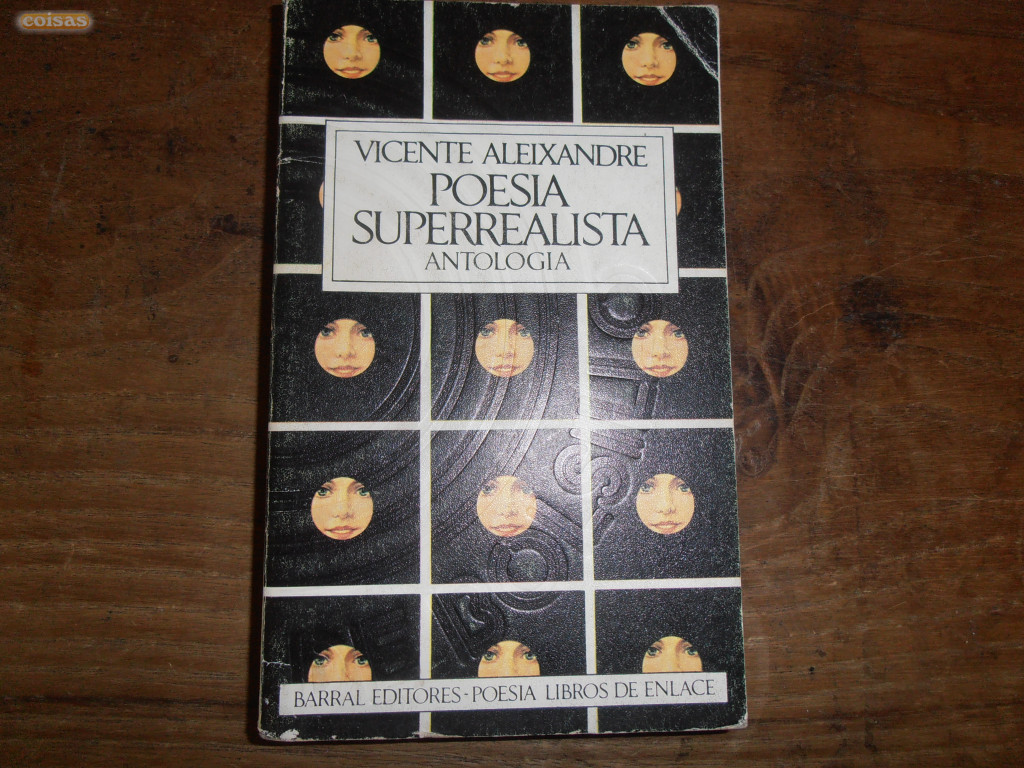 coisas
VICENTE ALEIXANDRE
POESIA
SUPERREALISTA
ANTOLOGIA
BARRAL EDITORES-POESIA LIBROS DE ENLACE